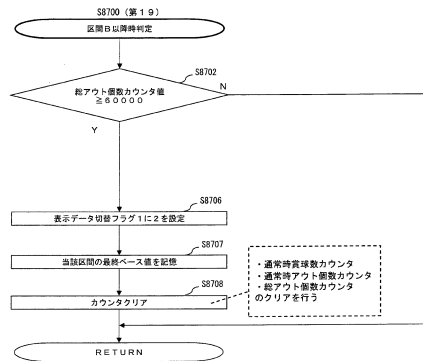 S8700（第１９）
区間Ｂ以降時判定
S8702
総アウト個数カウンタ値
≧６００００
N
Y
S8706
表示データ切替フラグ１に２を設定
S8707
当該区間の最終ベース値を記憶
S8708
カウンタクリア
・通常時賞球数カウンタ
・通常時アウト個数カウンタ
・総アウト個数カウンタ
のクリアを行う
ＲＥＴＵＲＮ